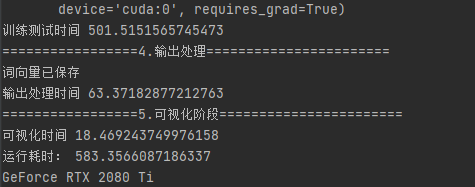 device='cuda:0', requires_grad=True)
训练测试时间 501.5151565745473
=================4.输出处理=======================
词向量已保存
输出处理时间 63.37182877212763
=================5.可视化阶段=======================
可视化时间 18.469243749976158
运行耗时： 583.3566087186337
GeForce RTX 2080 Ti